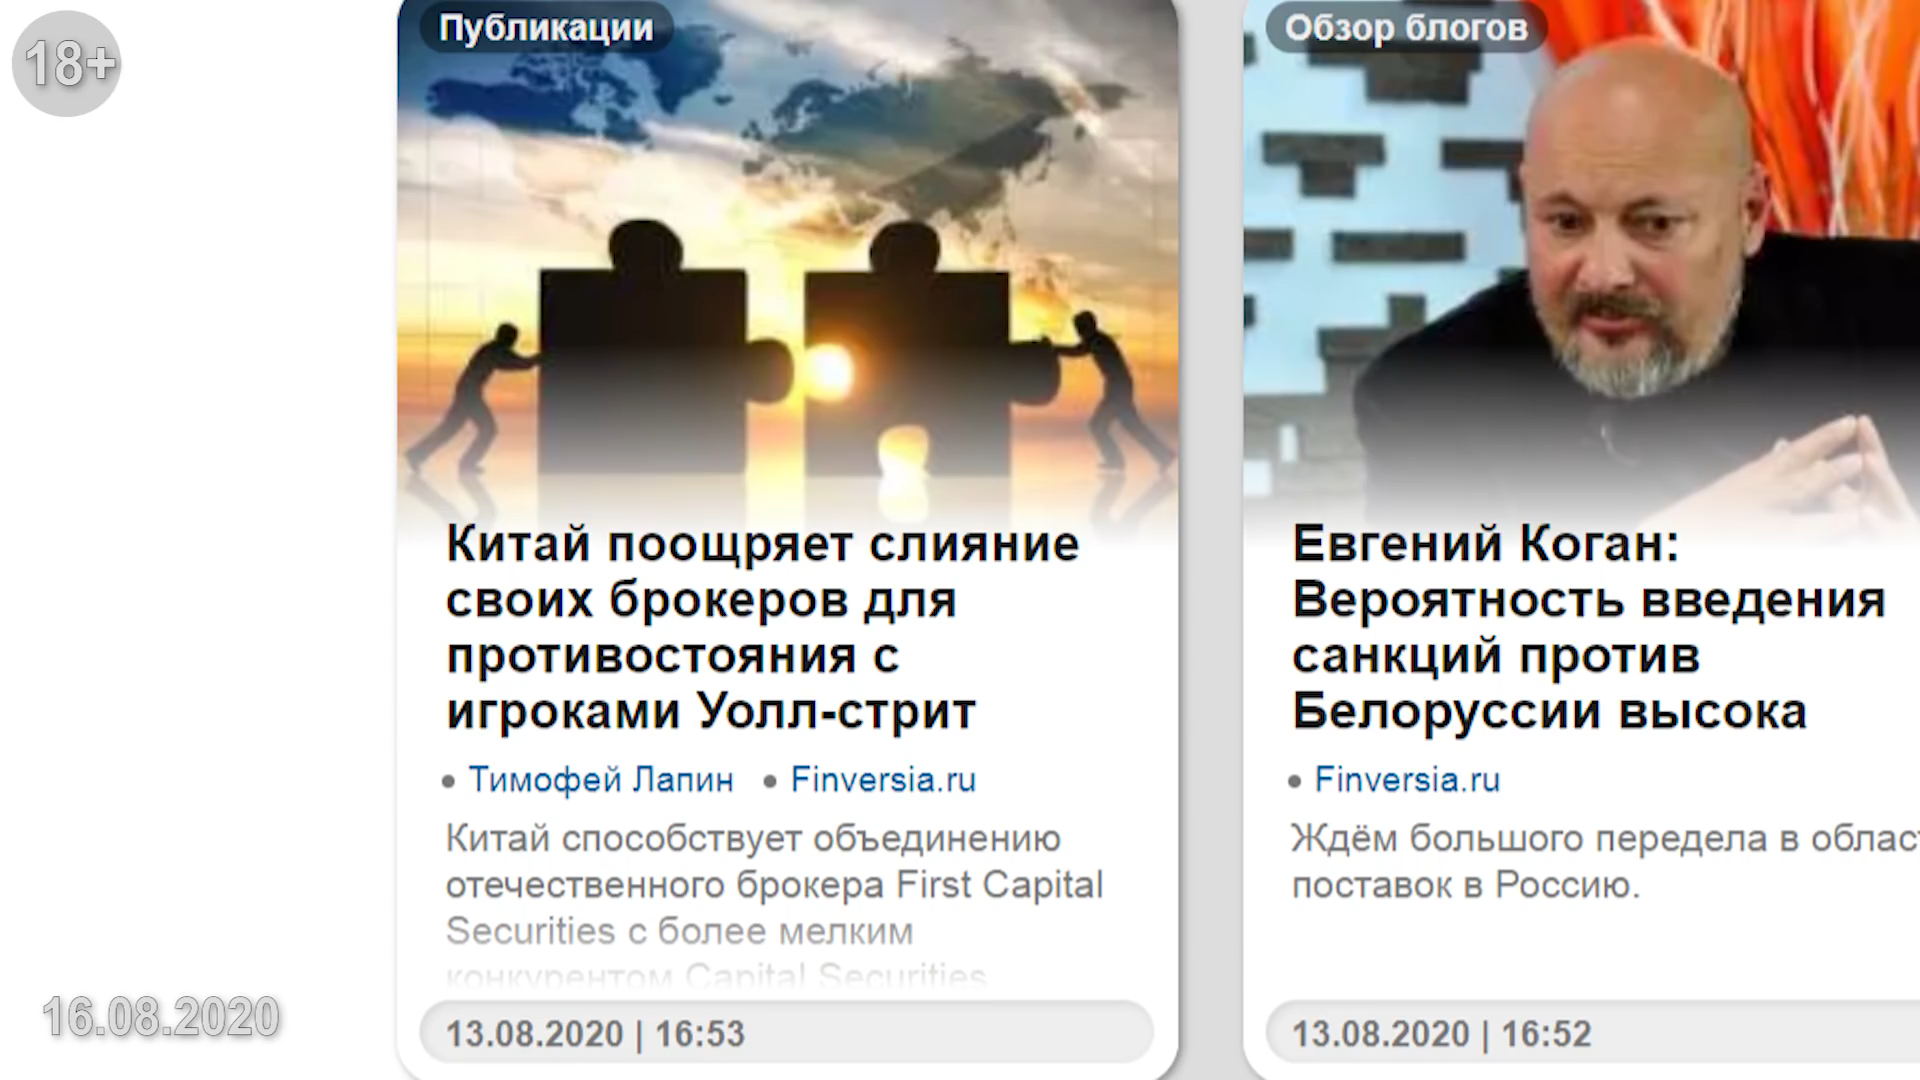 18+
Публикации
Китай поощряет слияние
своих брокеров для
противостояния с
игроками Уолл-стрит
• Тимофей Лапин • Finversia.ru
Китай способствует объединению
отечественного брокера First Capital
Securities с более мелким
конкурентом Capital Securities
13.08.2020 | 16:53
Обзор блогов
Евгений Коган:
Вероятность введения
санкций против
Белоруссии высока
• Finversia.ru
Ждём большого передела в облас
поставок в Россию.
13.08.2020 | 16:52
16.08.2020